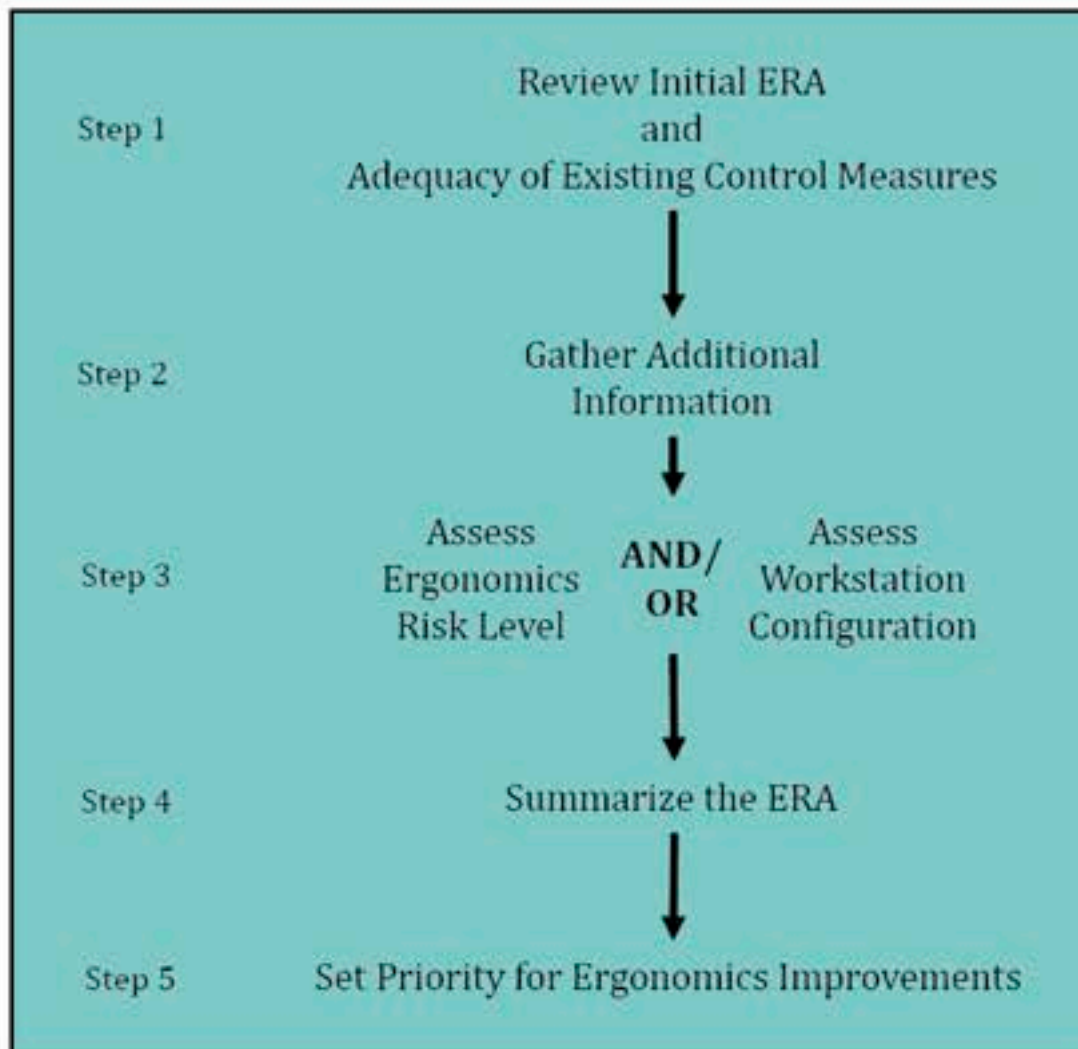 Step 1
Review Initial ERA
and
Adequacy of Existing Control Measures
Step 2
Gather Additional
Information
Step 3
Assess
Ergonomics
Risk Level
AND/
OR
Assess
Workstation
Configuration
Step 4
Summarize the ERA
Step 5
Set Priority for Ergonomics Improvements